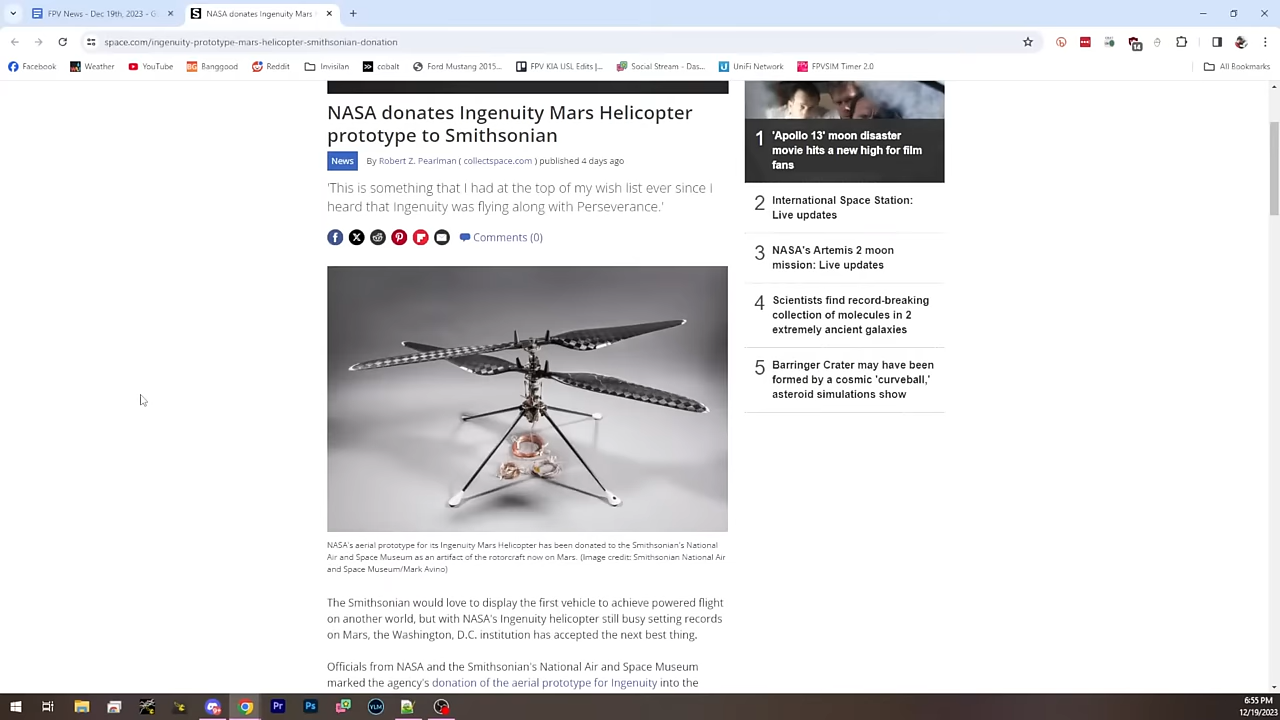 FPV News - Dec 19th, 2023 - G
NASA donates Ingenuity Mars
space.com/ingenuity-prototype-mars-helicopter-smithsonian-donation
14
Facebook
Weather
YouTube
Banggood
Reddit
Invisilan
cobalt
Ford Mustang 2015...
FPV KIA USL Edits |...
Social Stream - Das...
UniFi Network
FPVSIM Timer 2.0
All Bookmarks
NASA donates Ingenuity Mars Helicopter
prototype to Smithsonian
News By Robert Z. Pearlman ( collectspace.com ) published 4 days ago
'This is something that I had at the top of my wish list ever since I
heard that Ingenuity was flying along with Perseverance.'
Comments (0)
NASA's aerial prototype for its Ingenuity Mars Helicopter has been donated to the Smithsonian's National
Air and Space Museum as an artifact of the rotorcraft now on Mars. (Image credit: Smithsonian National Air
and Space Museum/Mark Avino)
The Smithsonian would love to display the first vehicle to achieve powered flight
on another world, but with NASA's Ingenuity helicopter still busy setting records
on Mars, the Washington, D.C. institution has accepted the next best thing.
Officials from NASA and the Smithsonian's National Air and Space Museum
marked the agency's donation of the aerial prototype for Ingenuity into the
1 'Apollo 13' moon disaster
movie hits a new high for film
fans
2 International Space Station:
Live updates
3 NASA's Artemis 2 moon
mission: Live updates
4 Scientists find record-breaking
collection of molecules in 2
extremely ancient galaxies
5 Barringer Crater may have been
formed by a cosmic 'curveball,'
asteroid simulations show
Pr
Ps
VLM
6:55 PM
12/19/2023